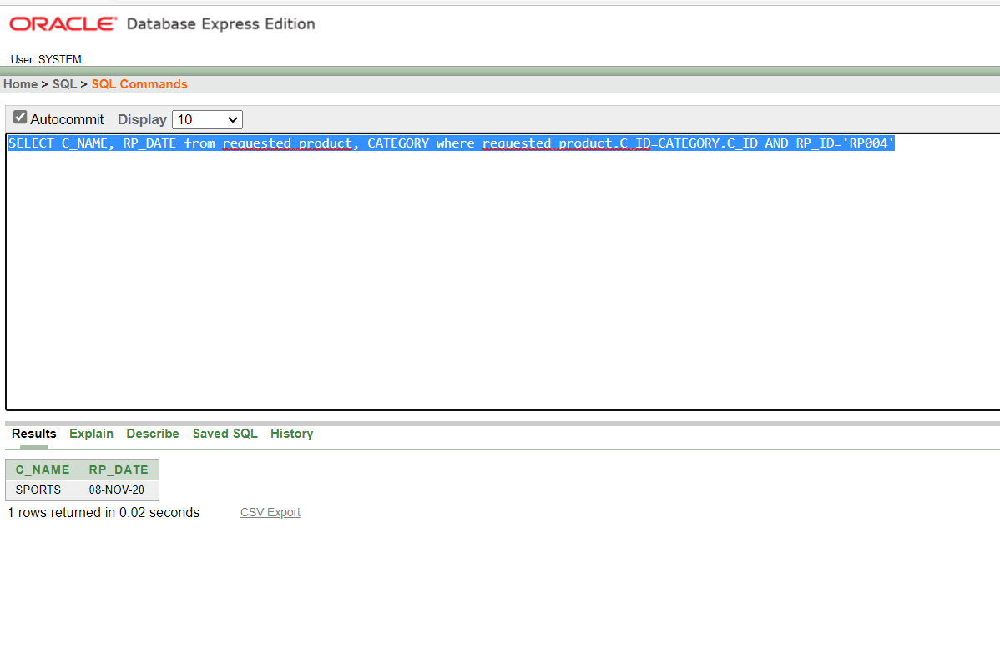 ORACLE Database Express Edition
User: SYSTEM
Home > SQL > SQL Commands
Autocommit Display 10
SELECT C_NAME, RP_DATE from requested_product, CATEGORY where requested_product.C_ID=CATEGORY.C_ID AND RP_ID='RP004'
Results Explain Describe Saved SQL History
C_NAME RP_DATE
SPORTS 08-NOV-20
1 rows returned in 0.02 seconds CSV Export